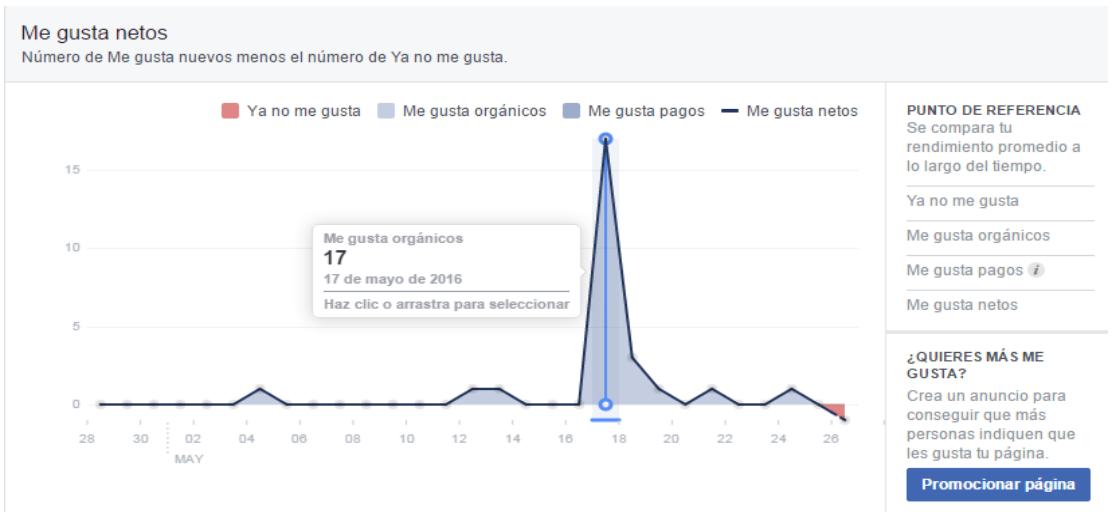 Me gusta netos
Número de Me gusta nuevos menos el número de Ya no me gusta.
Ya no me gusta
Me gusta orgánicos
Me gusta pagos
Me gusta netos
15
10
5
0
Me gusta orgánicos
17
17 de mayo de 2016
Haz clic o arrastra para seleccionar
28 30 02 04 06 08 10 12 14 16 18 20 22 24 26
MAY
PUNTO DE REFERENCIA
Se compara tu
rendimiento promedio a
lo largo del tiempo.
Ya no me gusta
Me gusta orgánicos
Me gusta pagos i
Me gusta netos
¿QUIERES MÁS ME
GUSTA?
Crea un anuncio para
conseguir que más
personas indiquen que
les gusta tu página.
Promocionar página